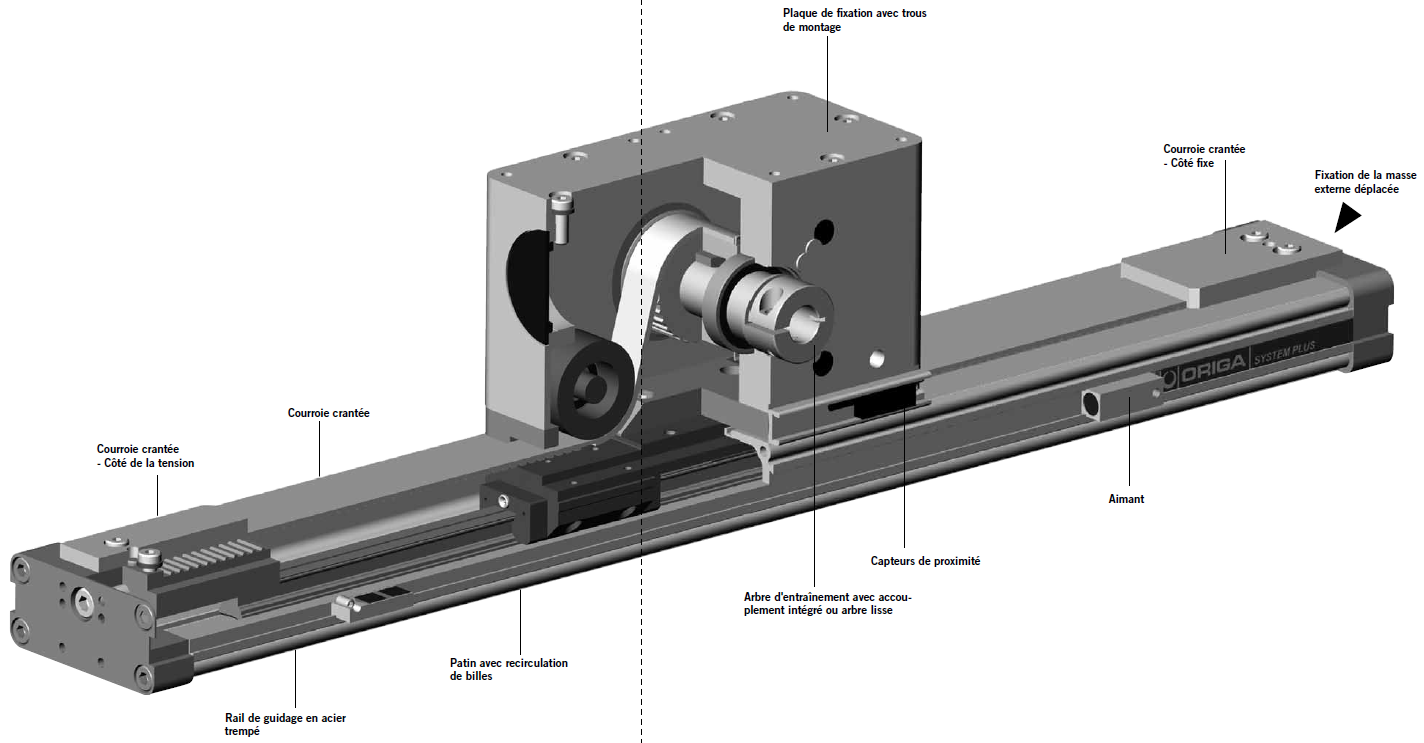 Plaque de fixation avec trous
de montage
Courroie crantée
- Côté fixe
Fixation de la masse
externe déplacée
ORIGA SYSTEM PLUS
Courroie crantée
Courroie crantée
- Côté de la tension
Aimant
Capteurs de proximité
Arbre d'entraînement avec accou-
plement intégré ou arbre lisse
Patin avec recirculation
de billes
Rail de guidage en acier
trempé